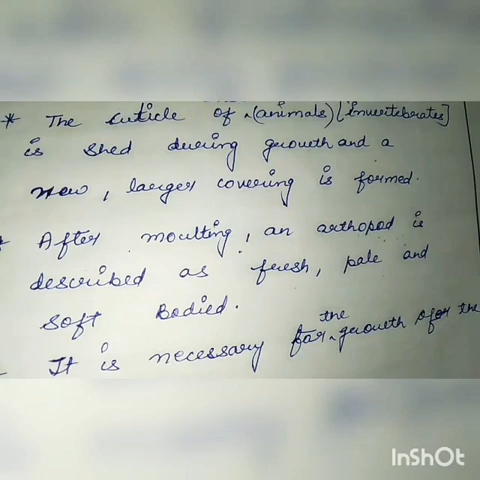 * The cuticle of ^(animals) [invertebrates]
is shed during growth and a
new, larger covering is formed.
After moulting, an arthopod is
described as fresh, pale and
soft Bodied.
the
- It is necessary for ^ growth of the
InShOt